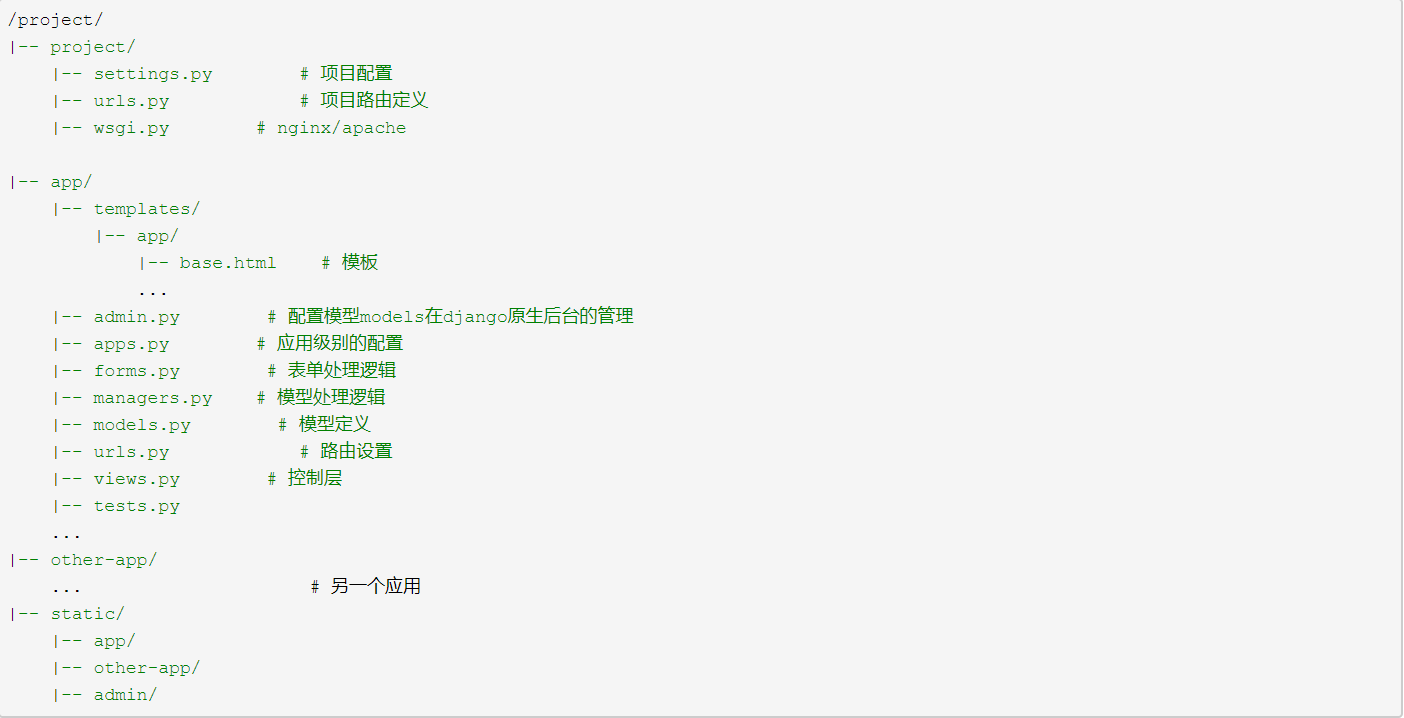 /project/
|-- project/
    |-- settings.py        # 项目配置
    |-- urls.py            # 项目路由定义
    |-- wsgi.py        # nginx/apache
|-- app/
    |-- templates/
        |-- app/
            |-- base.html    # 模板
            ...
    |-- admin.py        # 配置模型models在django原生后台的管理
    |-- apps.py        # 应用级别的配置
    |-- forms.py        # 表单处理逻辑
    |-- managers.py    # 模型处理逻辑
    |-- models.py        # 模型定义
    |-- urls.py            # 路由设置
    |-- views.py        # 控制层
    |-- tests.py
    ...
|-- other-app/
    ...                     # 另一个应用
|-- static/
    |-- app/
    |-- other-app/
    |-- admin/